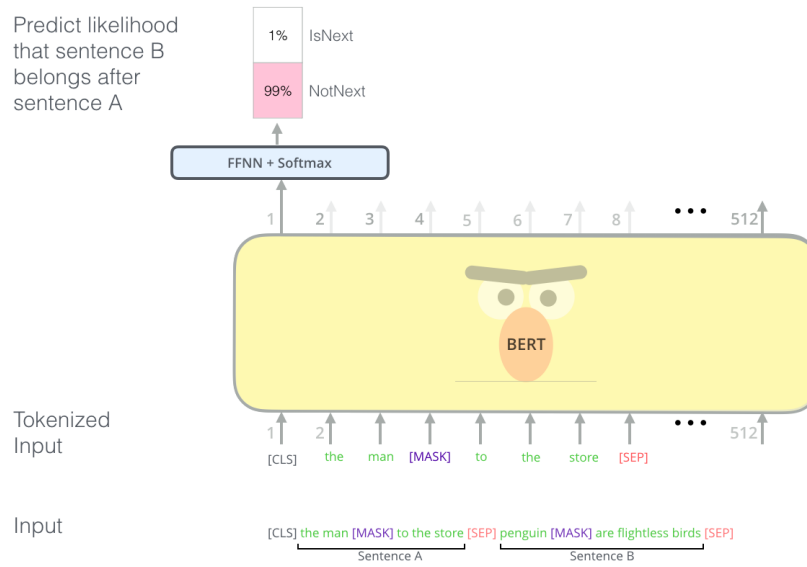 Predict likelihood
that sentence B
belongs after
sentence A
1% IsNext
99% NotNext
FFNN + Softmax
1 2 3 4 5 6 7 8 ••• 512
BERT
Tokenized
Input
1 2 ••• 512
[CLS] the man [MASK] to the store [SEP]
Input
[CLS] the man [MASK] to the store [SEP] penguin [MASK] are flightless birds [SEP]
Sentence A Sentence B